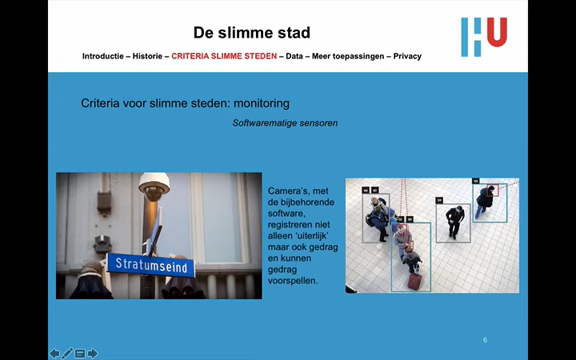 De slimme stad
HU
Introductie – Historie – CRITERIA SLIMME STEDEN – Data – Meer toepassingen – Privacy
Criteria voor slimme steden: monitoring
Softwarematige sensoren
Stratumseind
Camera's, met
de bijbehorende
software,
registreren niet
alleen 'uiterlijk'
maar ook gedrag
en kunnen
gedrag
voorspellen.
6